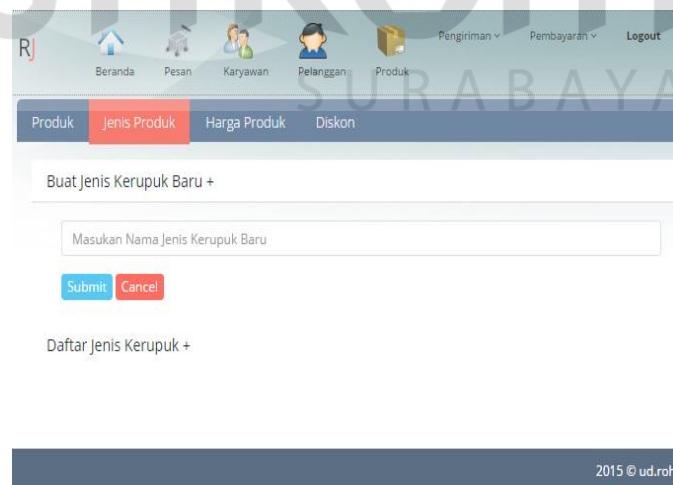 SURABAYA
RJ
Beranda Pesan Karyawan Pelanggan Produk Pengiriman Pembayaran Logout
Produk Jenis Produk Harga Produk Diskon
Buat Jenis Kerupuk Baru +
Masukan Nama Jenis Kerupuk Baru
Submit Cancel
Daftar Jenis Kerupuk +
2015 © ud.roh